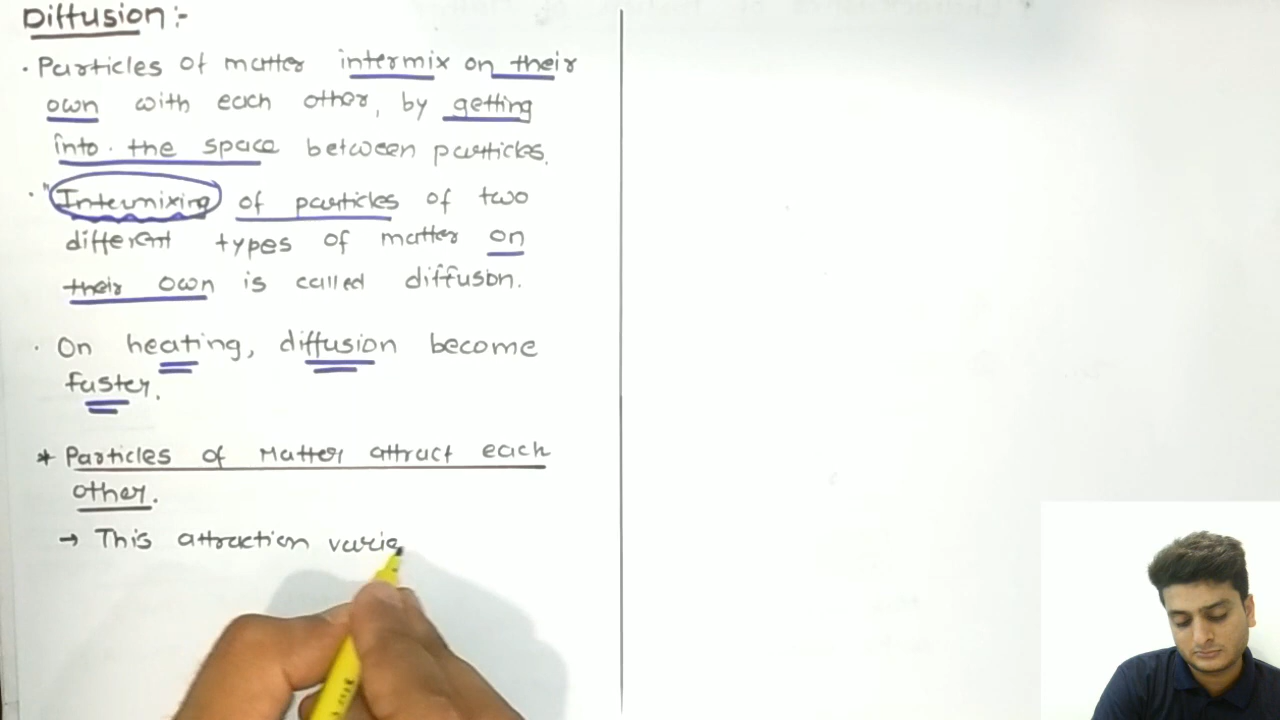 Diffusion :-
· Particles of matter intermix on their
own with each other, by getting
into the space between particles.
· "Intermixing of particles of two
different types of matter on
their own is called diffusion.
· On heating, diffusion become
faster.
* Particles of Matter attract each
other.
→ This attraction varie